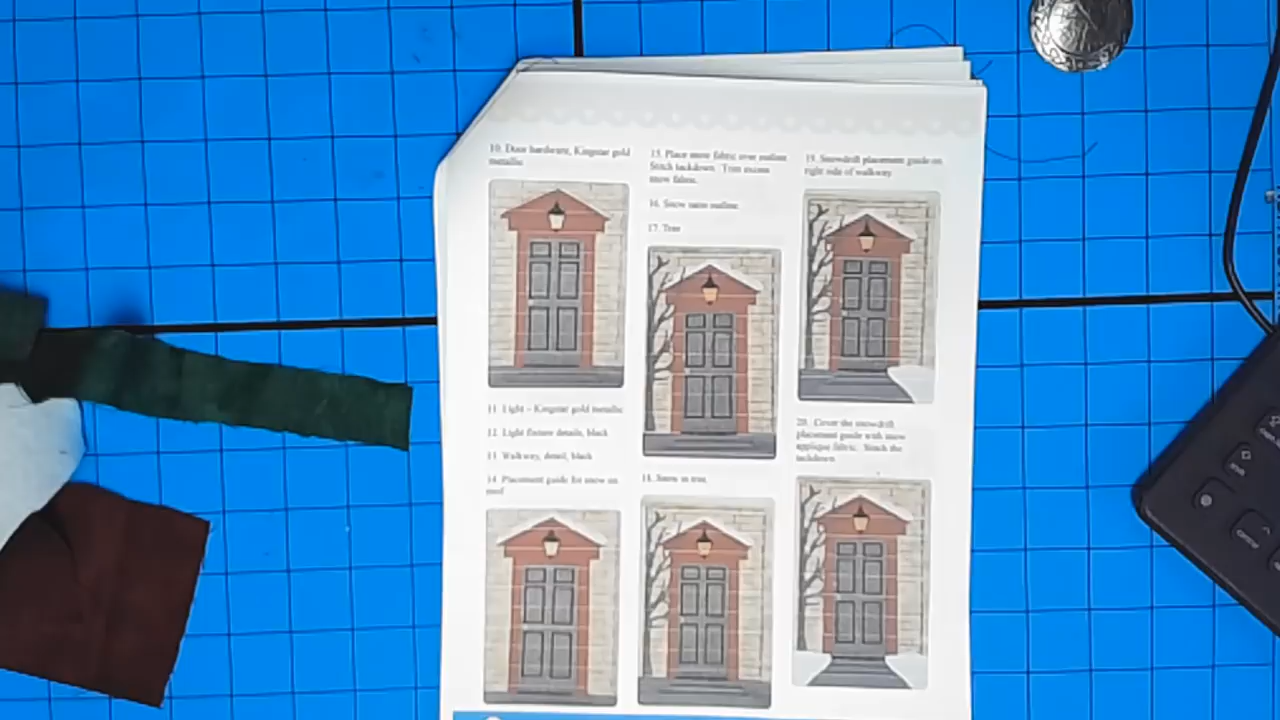 10. Door hardware, Kingstar gold
metallic
11. Light – Kingstar gold metallic
12. Light fixture details, black
13. Walkway, detail, black
14. Placement guide for snow on
roof
15. Place snow fabric over outline.
Stitch tackdown. Trim excess
snow fabric.
16. Snow satin outline.
17. Tree
18. Snow in tree
19. Snowdrift placement guide on
right side of walkway.
20. Cover the snowdrift
placement guide with snow
applique fabric. Stitch the
tackdown.